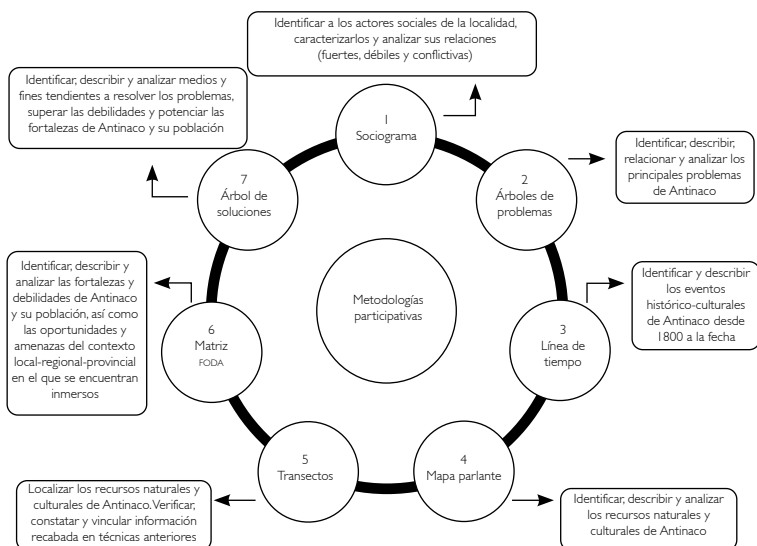 Identificar a los actores sociales de la localidad,
caracterizarlos y analizar sus relaciones
(fuertes, débiles y conflictivas)
1
Sociograma
Identificar, describir,
relacionar y analizar los
principales problemas
de Antinaco
2
Árboles de
problemas
Identificar y describir
los eventos
histórico-culturales
de Antinaco desde
1800 a la fecha
3
Línea de
tiempo
Identificar, describir y analizar
los recursos naturales y
culturales de Antinaco
4
Mapa parlante
Localizar los recursos naturales y
culturales de Antinaco. Verificar,
constatar y vincular información
recabada en técnicas anteriores
5
Transectos
Identificar, describir y
analizar las fortalezas y
debilidades de Antinaco
y su población, así como
las oportunidades y
amenazas del contexto
local-regional-provincial
en el que se encuentran
inmersos
6
Matriz
FODA
Identificar, describir y analizar medios y
fines tendientes a resolver los problemas,
superar las debilidades y potenciar las
fortalezas de Antinaco y su población
7
Árbol de
soluciones
Metodologías
participativas